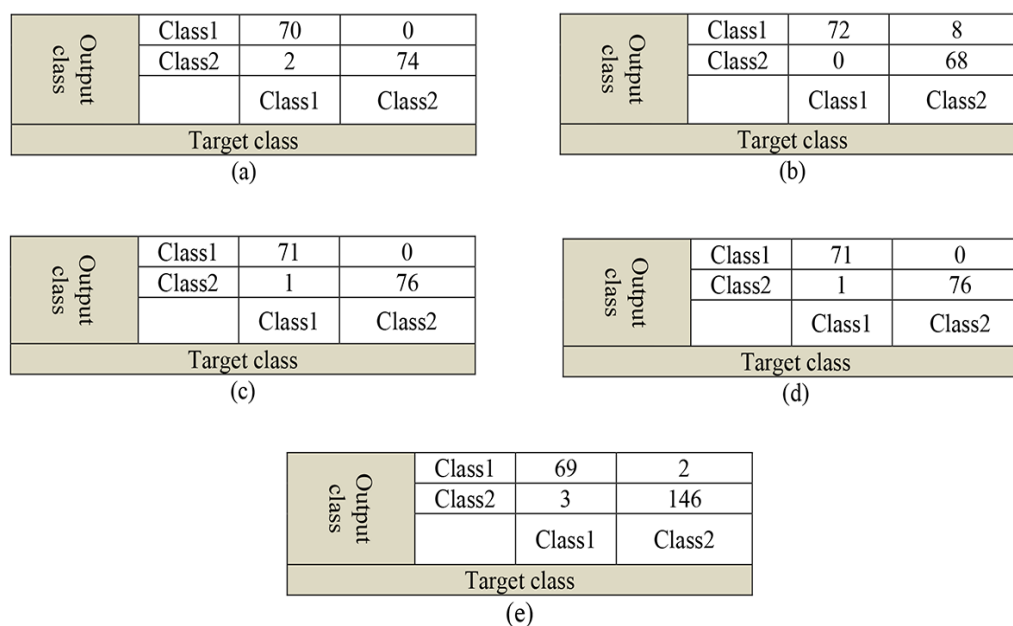 Output class
Class1 70 0
Class2 2 74
Class1 Class2
Target class
(a)
Output class
Class1 72 8
Class2 0 68
Class1 Class2
Target class
(b)
Output class
Class1 71 0
Class2 1 76
Class1 Class2
Target class
(c)
Output class
Class1 71 0
Class2 1 76
Class1 Class2
Target class
(d)
Output class
Class1 69 2
Class2 3 146
Class1 Class2
Target class
(e)